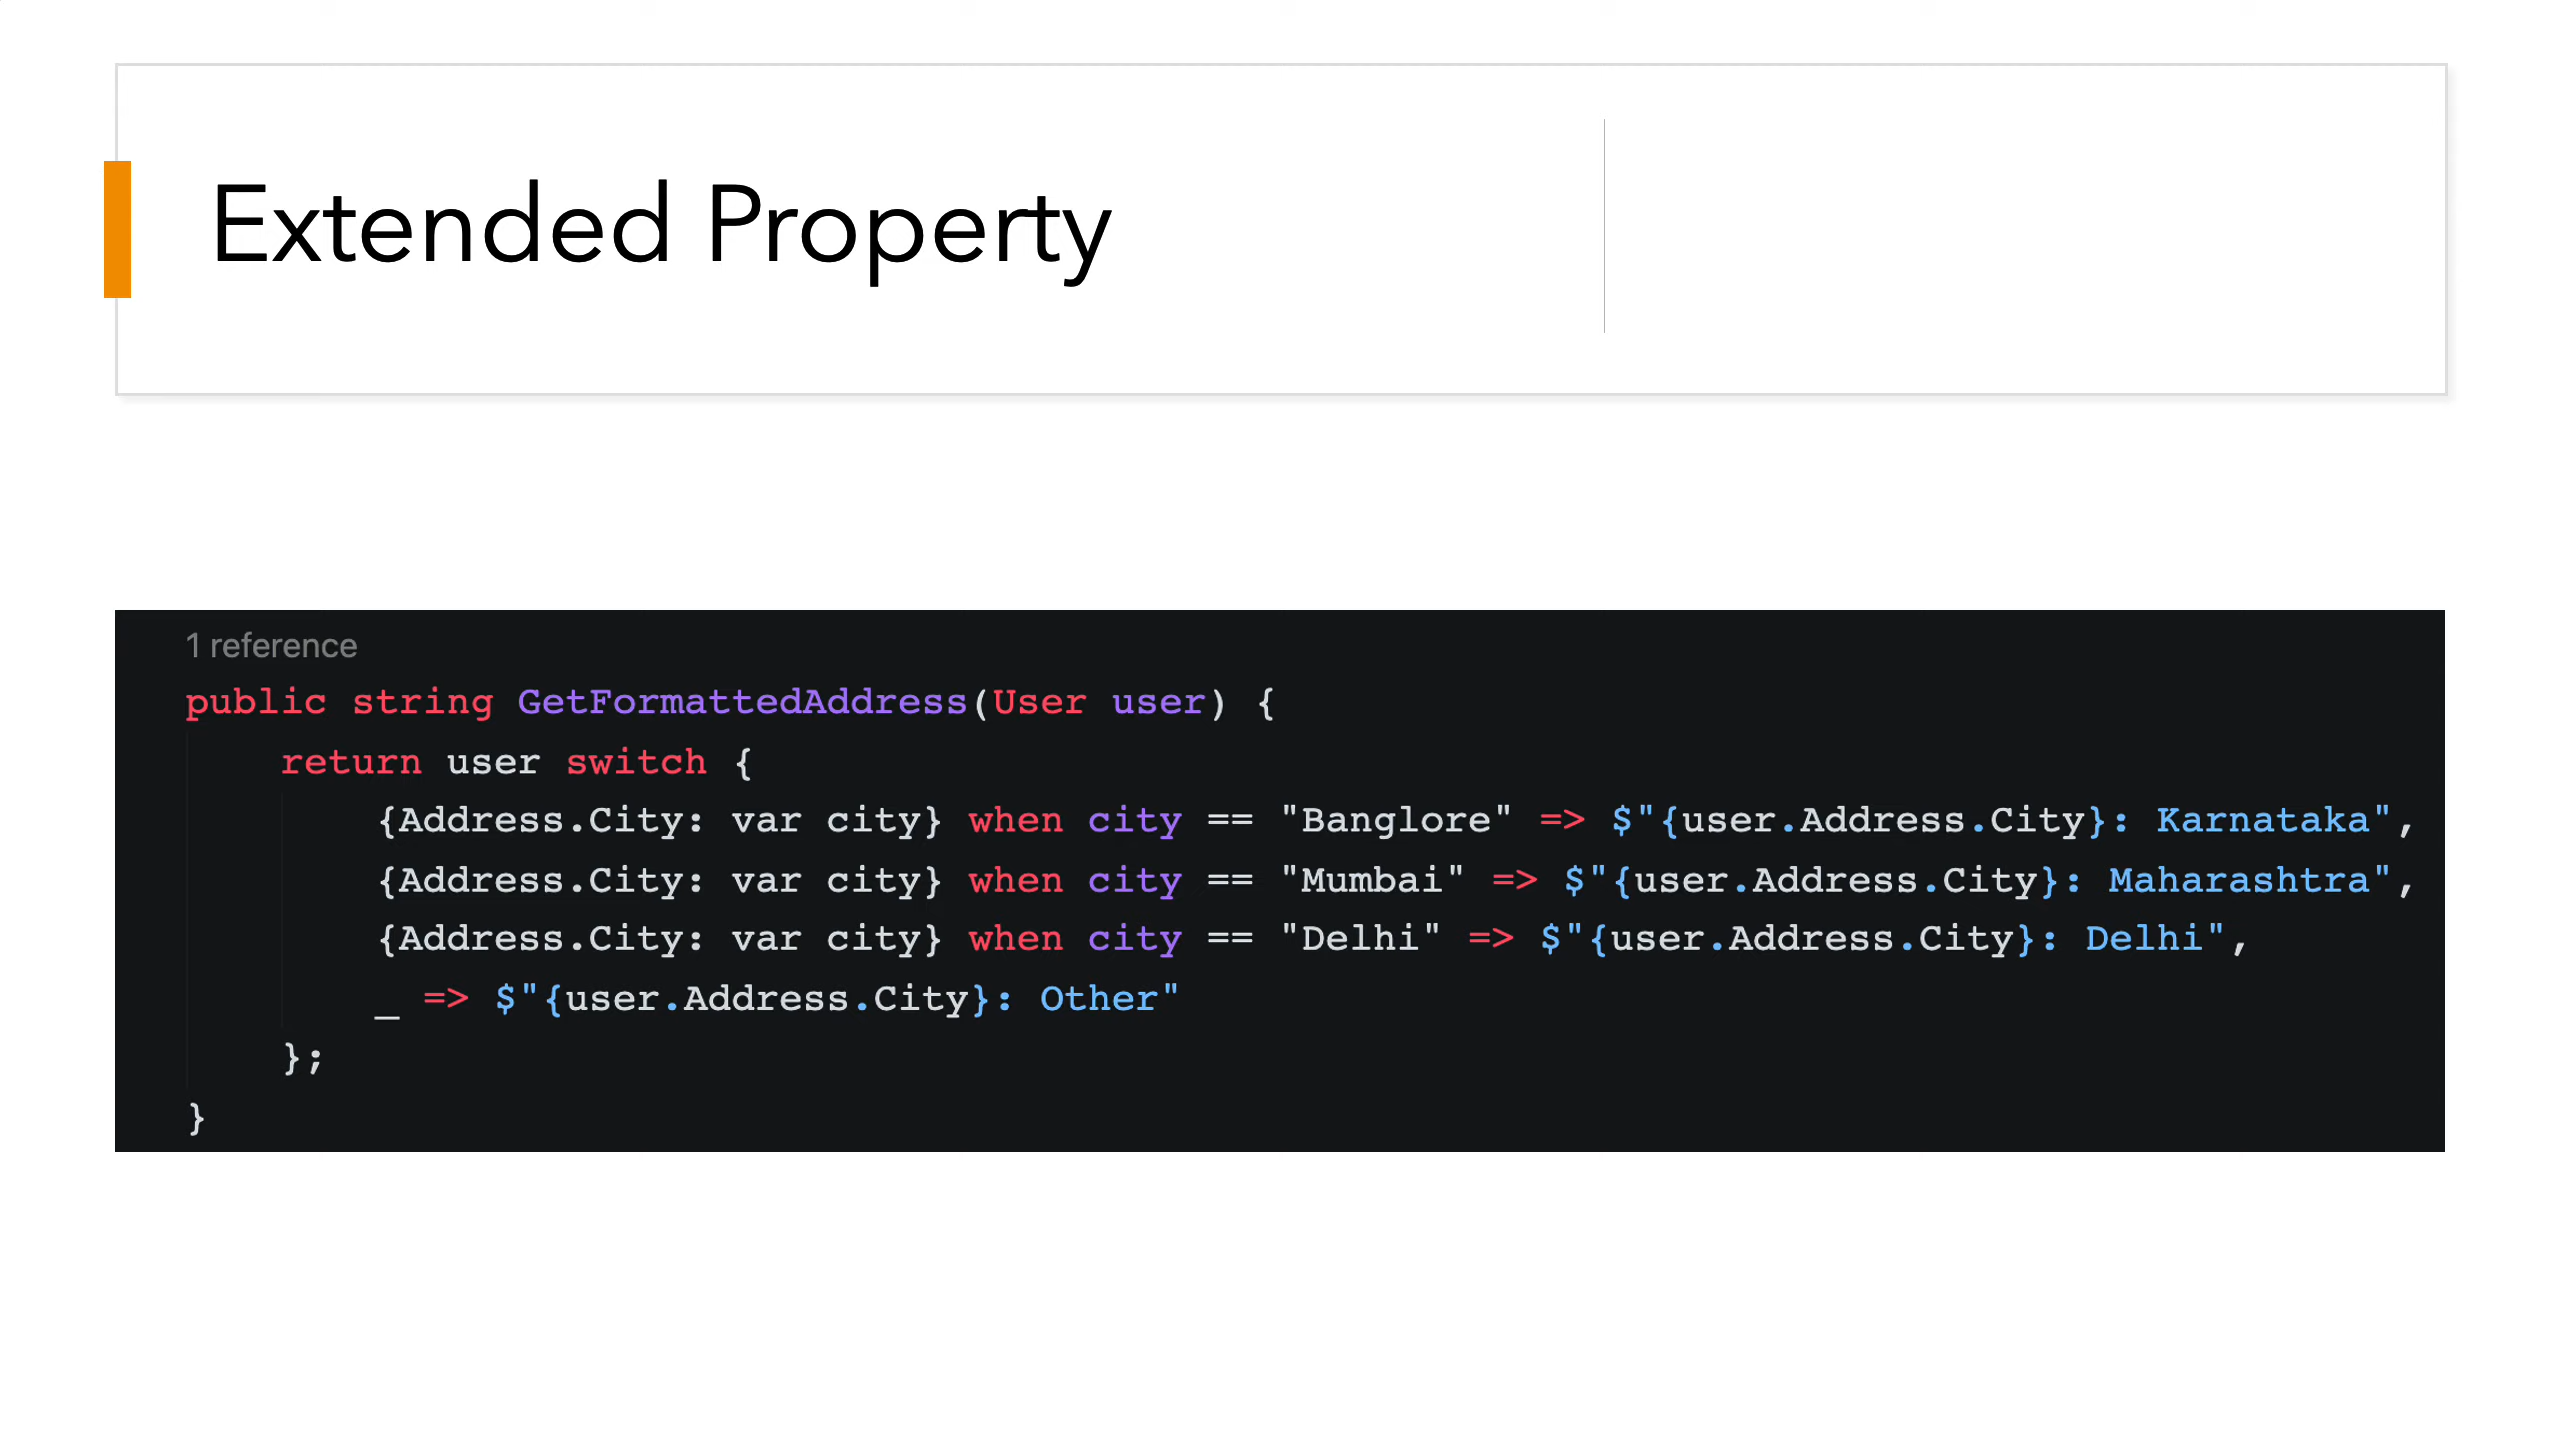 Extended Property
1 reference
public string GetFormattedAddress(User user) {
return user switch {
{Address.City: var city} when city == "Banglore" => $"{user.Address.City}: Karnataka",
{Address.City: var city} when city == "Mumbai" => $"{user.Address.City}: Maharashtra",
{Address.City: var city} when city == "Delhi" => $"{user.Address.City}: Delhi",
_ => $"{user.Address.City}: Other"
};
}